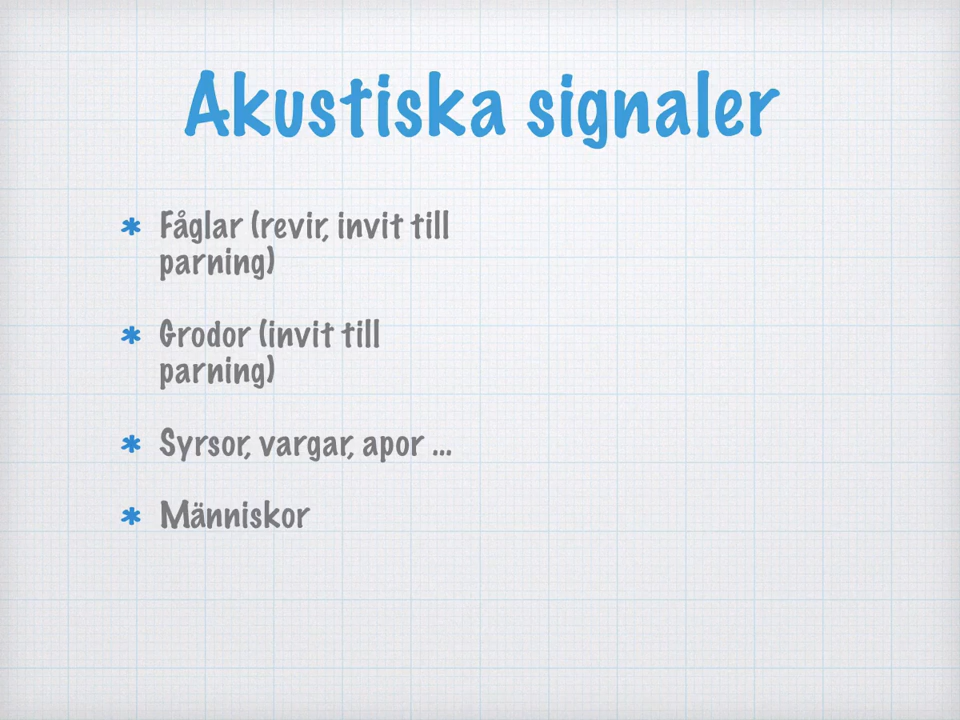 Akustiska signaler
* Fåglar (revir, invit till
parning)
* Grodor (invit till
parning)
* Syrsor, vargar, apor ...
* Människor